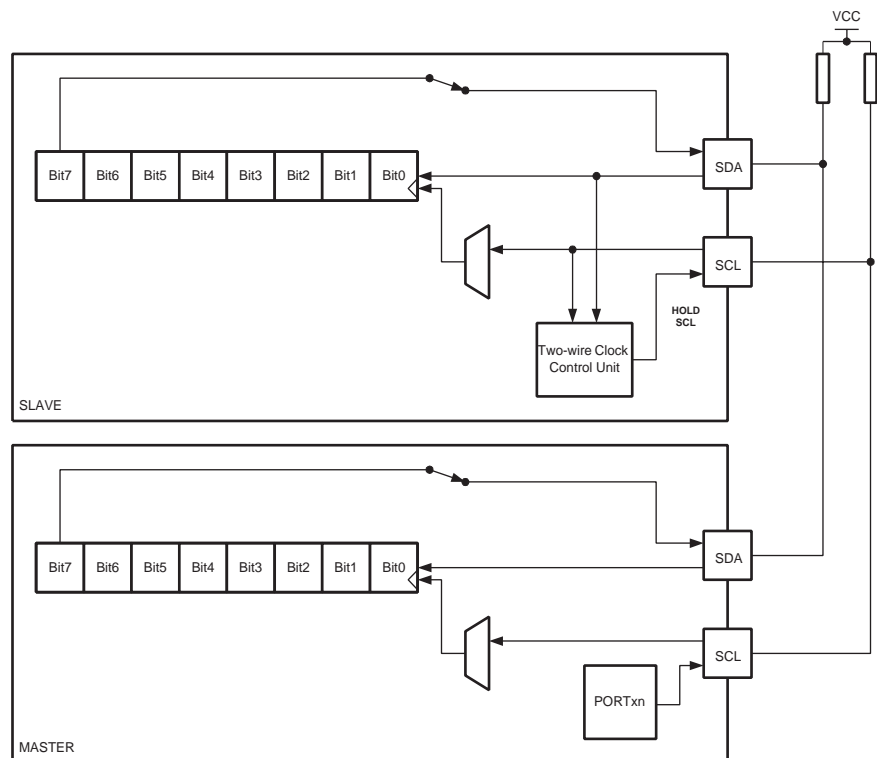 VCC
Bit7 Bit6 Bit5 Bit4 Bit3 Bit2 Bit1 Bit0
SDA
SCL
HOLD
SCL
Two-wire Clock
Control Unit
SLAVE
Bit7 Bit6 Bit5 Bit4 Bit3 Bit2 Bit1 Bit0
SDA
SCL
PORTxn
MASTER